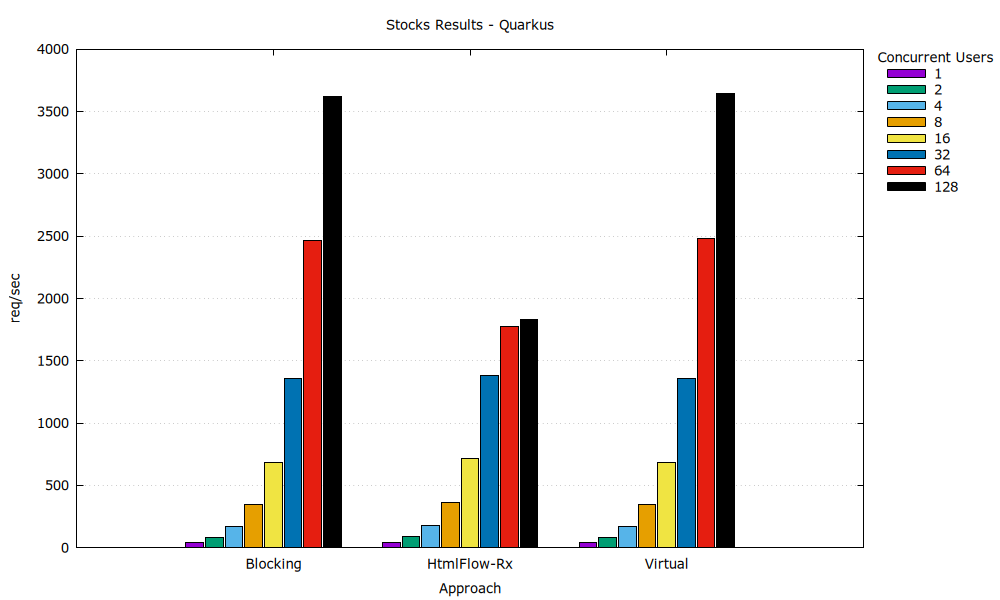 Stocks Results - Quarkus
Concurrent Users
1
2
4
8
16
32
64
128
req/sec
4000
3500
3000
2500
2000
1500
1000
500
0
Blocking
HtmlFlow-Rx
Virtual
Approach